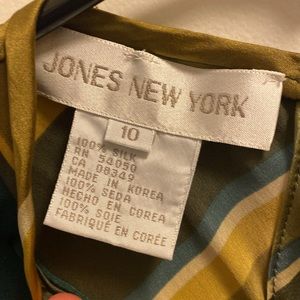 JONES NEW YORK
10
100% SILK
RN 54050
CA 08349
MADE IN KOREA
100% SEDA
HECHO EN COREA
100% SOIE
FABRIQUÉ EN CORÉE